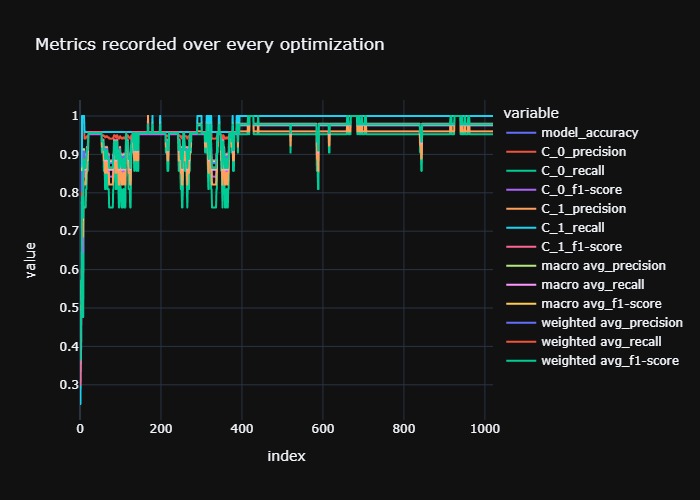 Metrics recorded over every optimization
variable
model_accuracy
C_0_precision
C_0_recall
C_0_f1-score
C_1_precision
C_1_recall
C_1_f1-score
macro avg_precision
macro avg_recall
macro avg_f1-score
weighted avg_precision
weighted avg_recall
weighted avg_f1-score
value
1
0.9
0.8
0.7
0.6
0.5
0.4
0.3
0
200
400
600
800
1000
index